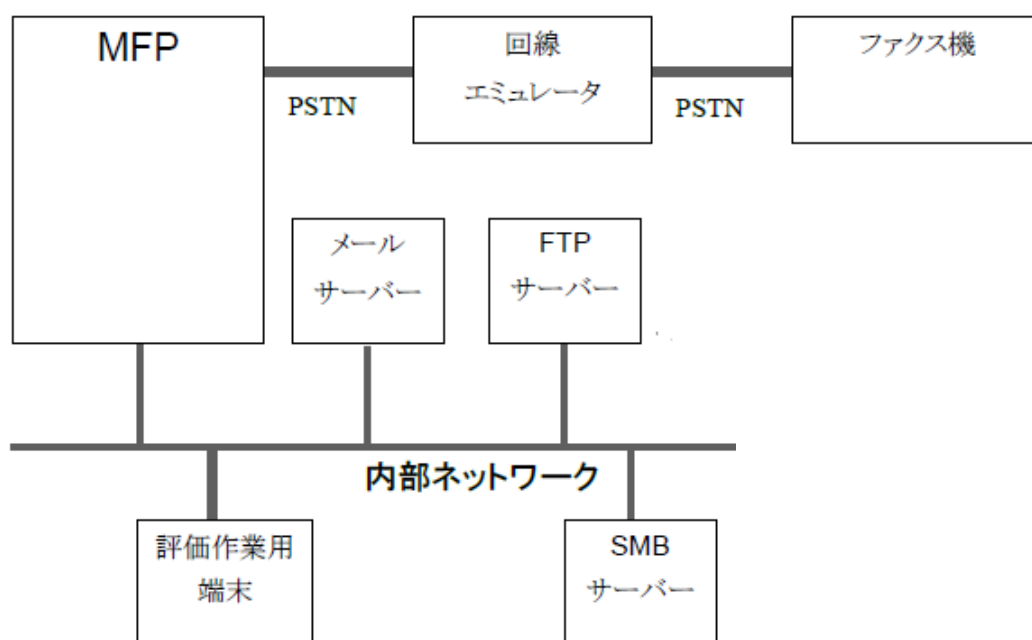 MFP
回線
エミュレータ
ファクス機
PSTN
PSTN
メール
サーバー
FTP
サーバー
内部ネットワーク
評価作業用
端末
SMB
サーバー